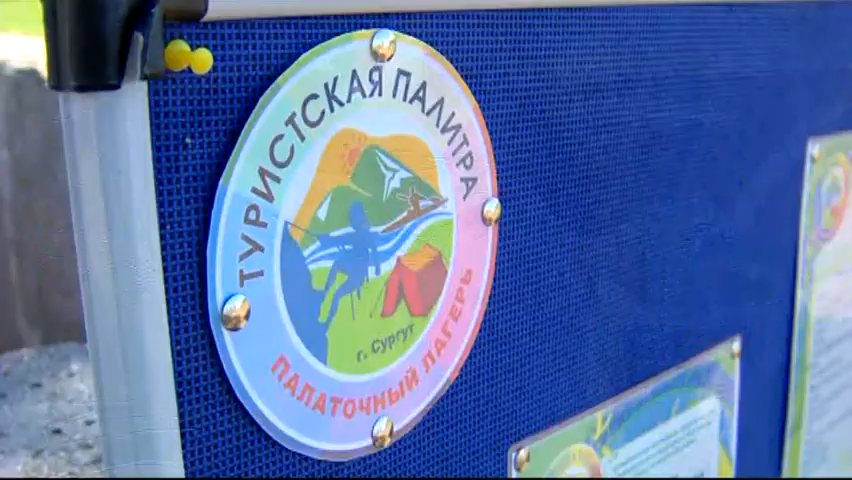 ТУРИСТСКАЯ ПАЛИТРА
г. Сургут
ПАЛАТОЧНЫЙ ЛАГЕРЬ